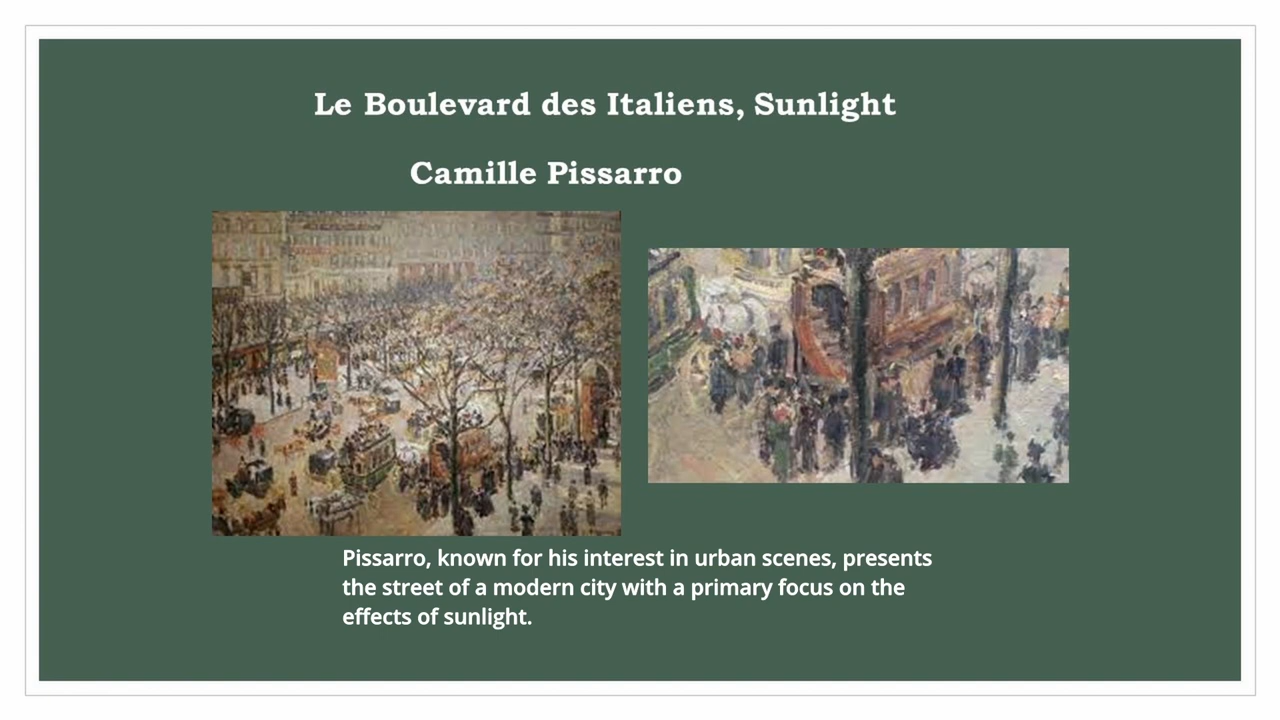 Le Boulevard des Italiens, Sunlight
Camille Pissarro
Pissarro, known for his interest in urban scenes, presents
the street of a modern city with a primary focus on the
effects of sunlight.